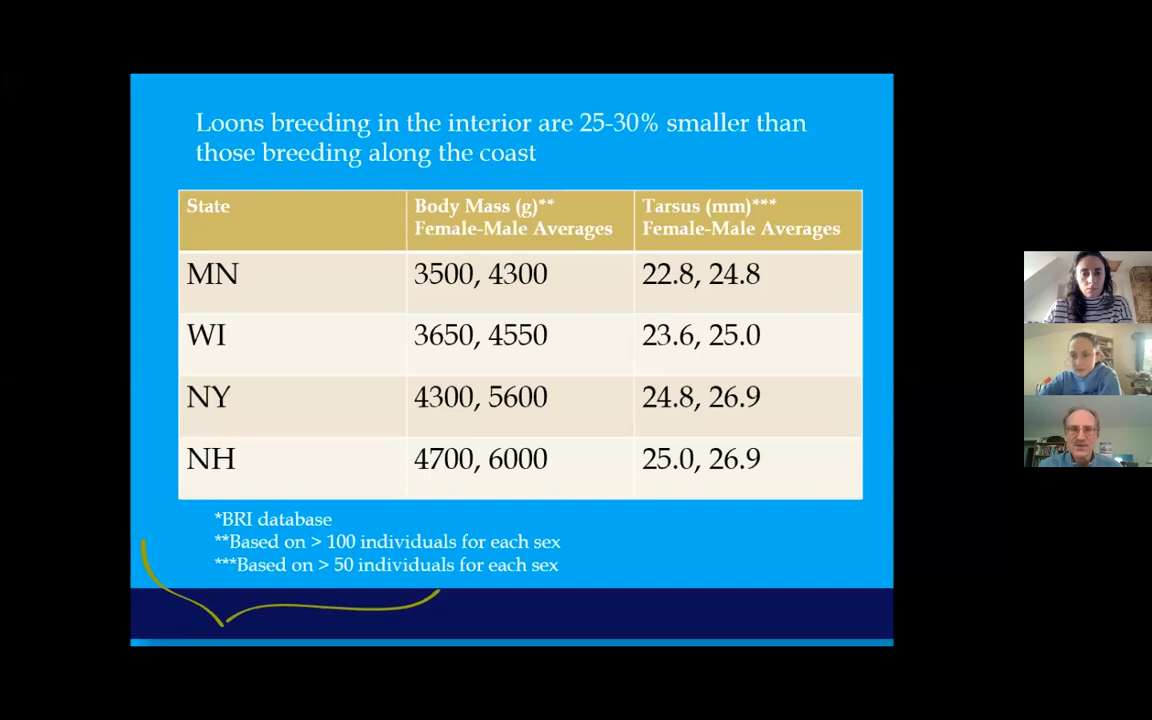 Loons breeding in the interior are 25-30% smaller than
those breeding along the coast
State
Body Mass (g)**
Female-Male Averages
Tarsus (mm)***
Female-Male Averages
MN
3500, 4300
22.8, 24.8
WI
3650, 4550
23.6, 25.0
NY
4300, 5600
24.8, 26.9
NH
4700, 6000
25.0, 26.9
*BRI database
**Based on > 100 individuals for each sex
***Based on > 50 individuals for each sex